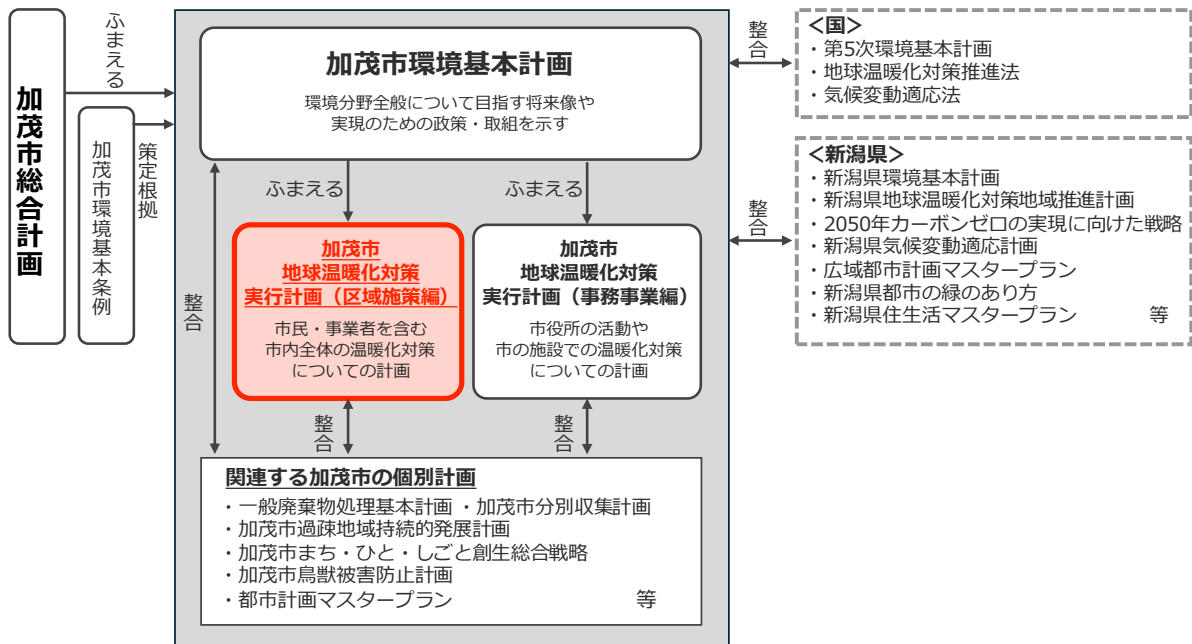 加茂市総合計画
ふまえる
加茂市環境基本条例
策定根拠
加茂市環境基本計画
環境分野全般について目指す将来像や
実現のための政策・取組を示す
ふまえる
ふまえる
加茂市
地球温暖化対策
実行計画（区域施策編）
市民・事業者を含む
市内全体の温暖化対策
についての計画
加茂市
地球温暖化対策
実行計画（事務事業編）
市役所の活動や
市の施設での温暖化対策
についての計画
整合
整合
整合
関連する加茂市の個別計画
・一般廃棄物処理基本計画 ・加茂市分別収集計画
・加茂市過疎地域持続的発展計画
・加茂市まち・ひと・しごと創生総合戦略
・加茂市鳥獣被害防止計画
・都市計画マスタープラン 等
整合
＜国＞
・第5次環境基本計画
・地球温暖化対策推進法
・気候変動適応法
整合
＜新潟県＞
・新潟県環境基本計画
・新潟県地球温暖化対策地域推進計画
・2050年カーボンゼロの実現に向けた戦略
・新潟県気候変動適応計画
・広域都市計画マスタープラン
・新潟県都市の緑のあり方
・新潟県住生活マスタープラン 等